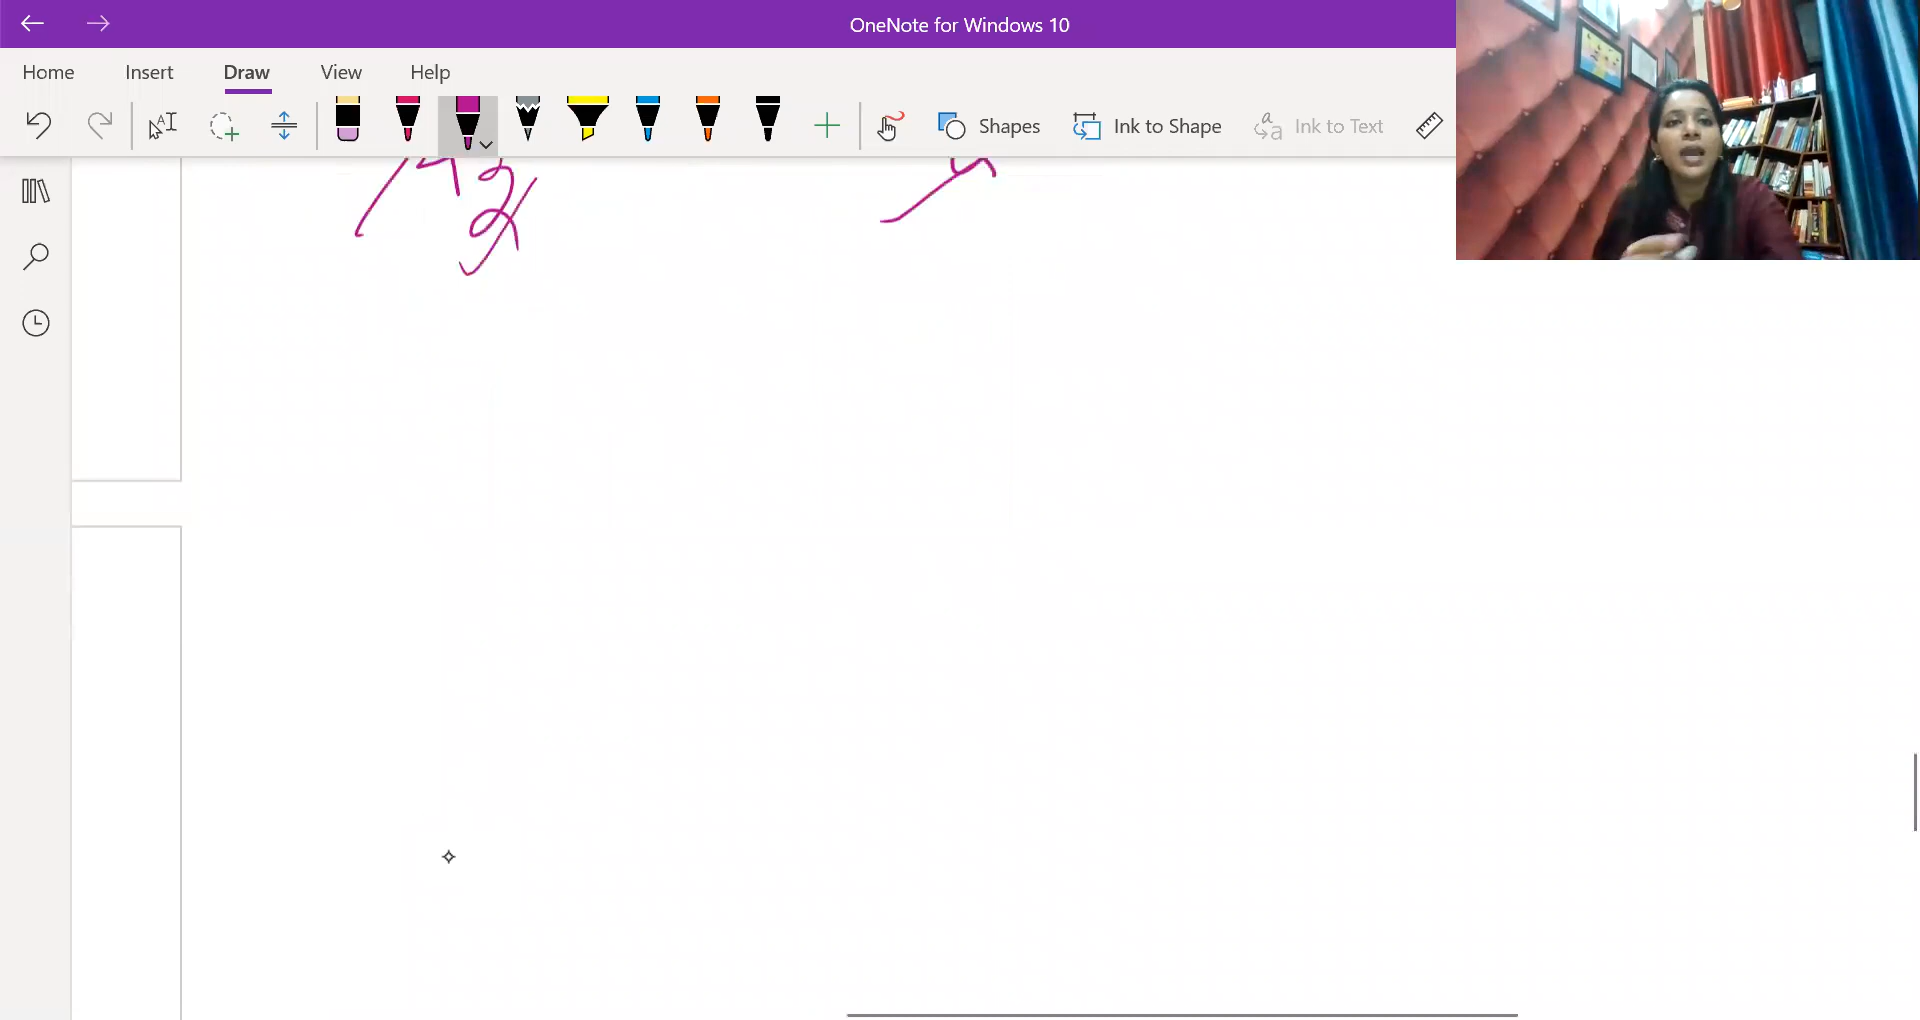 OneNote for Windows 10
Home Insert Draw View Help
Shapes Ink to Shape Ink to Text